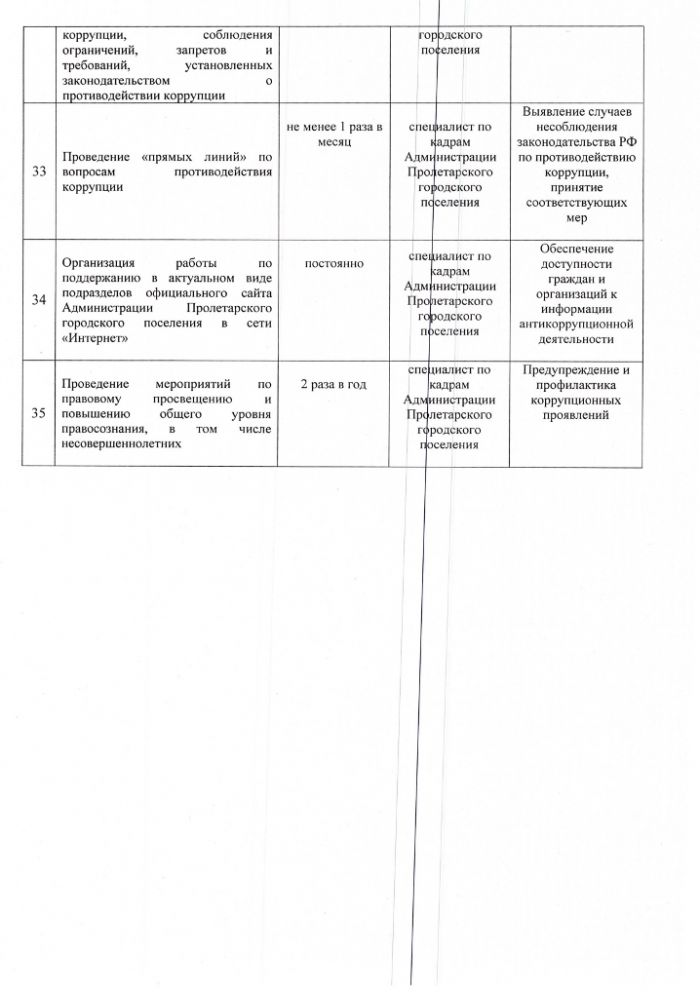 коррупции, соблюдения
ограничений, запретов и
требований, установленных
законодательством о
противодействии коррупции
городского
поселения
33
Проведение «прямых линий» по
вопросам противодействия
коррупции
не менее 1 раза в
месяц
специалист по
кадрам
Администрации
Пролетарского
городского
поселения
Выявление случаев
несоблюдения
законодательства РФ
по противодействию
коррупции,
принятие
соответствующих
мер
34
Организация работы по
поддержанию в актуальном виде
подразделов официального сайта
Администрации Пролетарского
городского поселения в сети
«Интернет»
постоянно
специалист по
кадрам
Администрации
Пролетарского
городского
поселения
Обеспечение
доступности
граждан и
организаций к
информации
антикоррупционной
деятельности
35
Проведение мероприятий по
правовому просвещению и
повышению общего уровня
правосознания, в том числе
несовершеннолетних
2 раза в год
специалист по
кадрам
Администрации
Пролетарского
городского
поселения
Предупреждение и
профилактика
коррупционных
проявлений